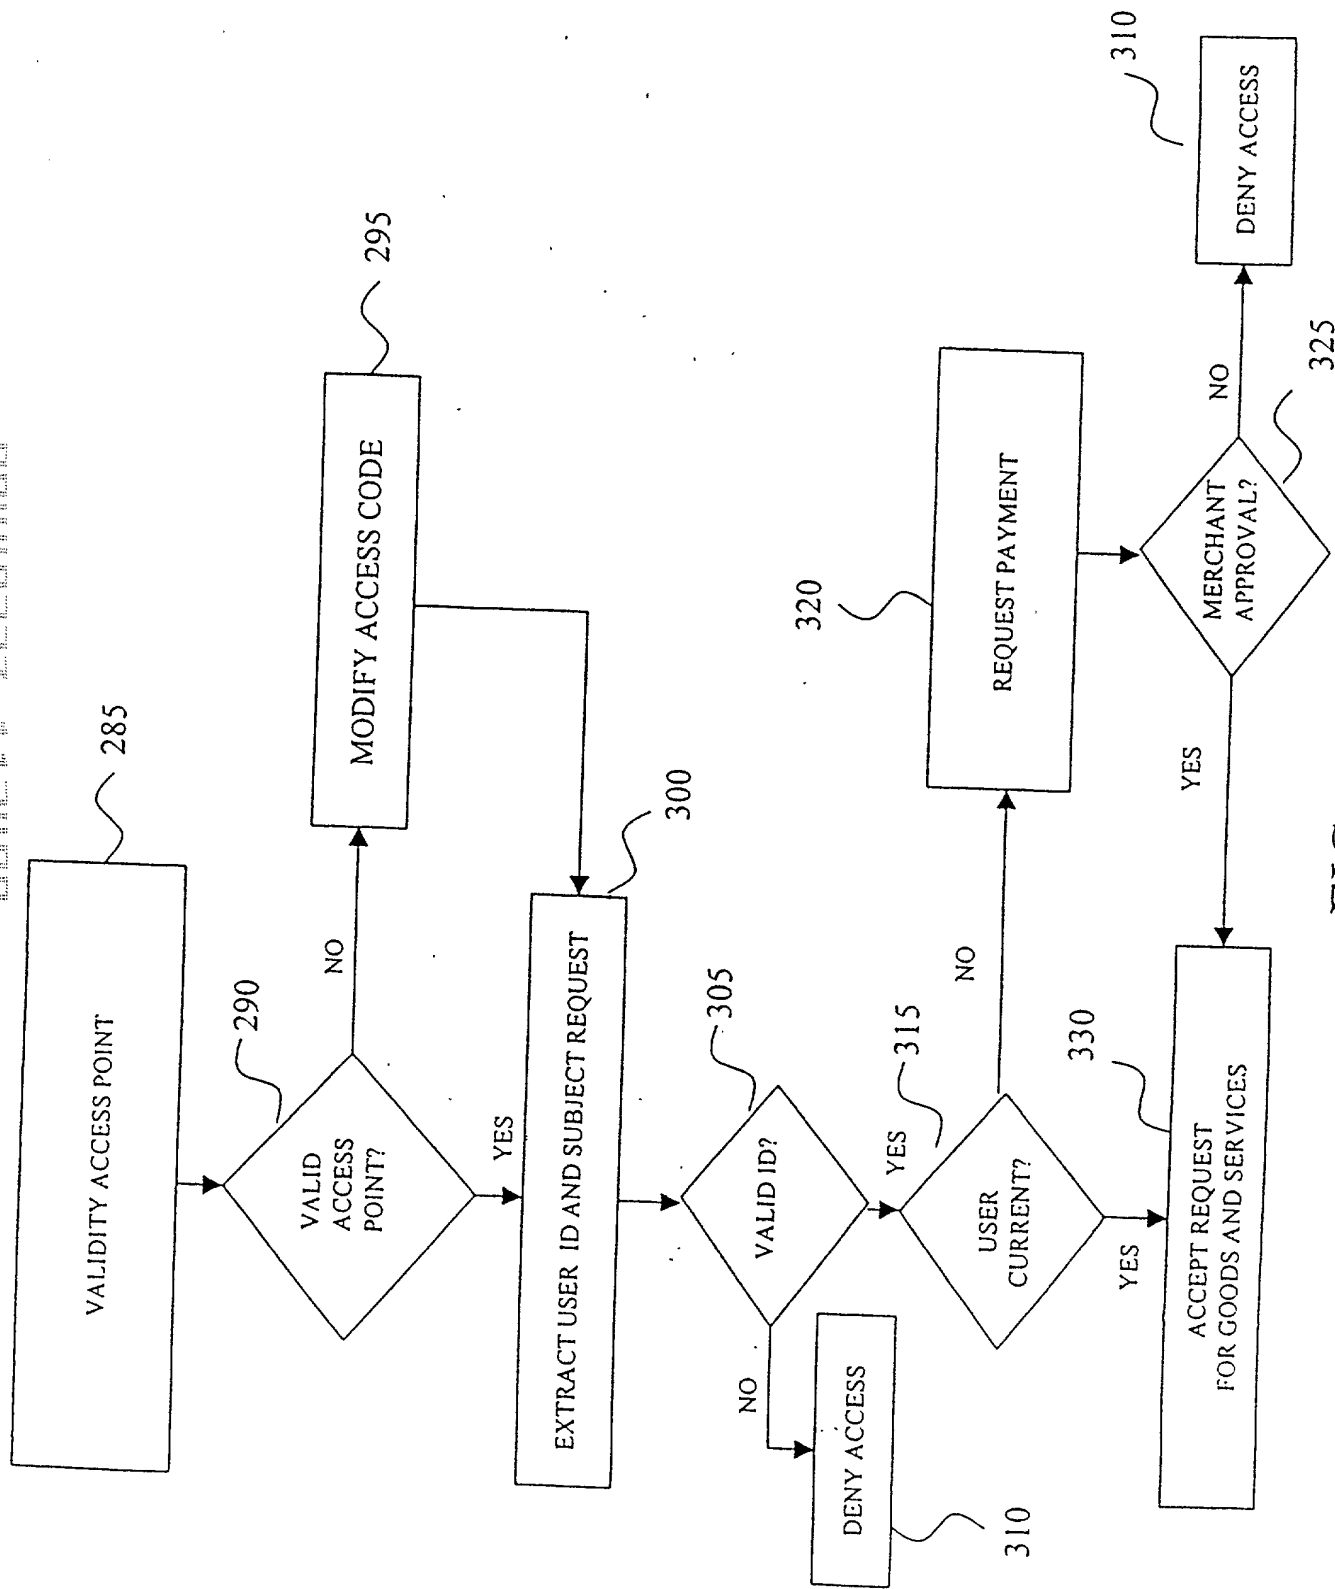 VALIDITY ACCESS POINT
285
290
VALID
ACCESS
POINT?
NO
MODIFY ACCESS CODE
295
YES
EXTRACT USER ID AND SUBJECT REQUEST
300
VALID ID?
305
NO
DENY ACCESS
310
YES
USER
CURRENT?
315
NO
REQUEST PAYMENT
320
YES
ACCEPT REQUEST
FOR GOODS AND SERVICES
330
YES
MERCHANT
APPROVAL?
325
NO
DENY ACCESS
310